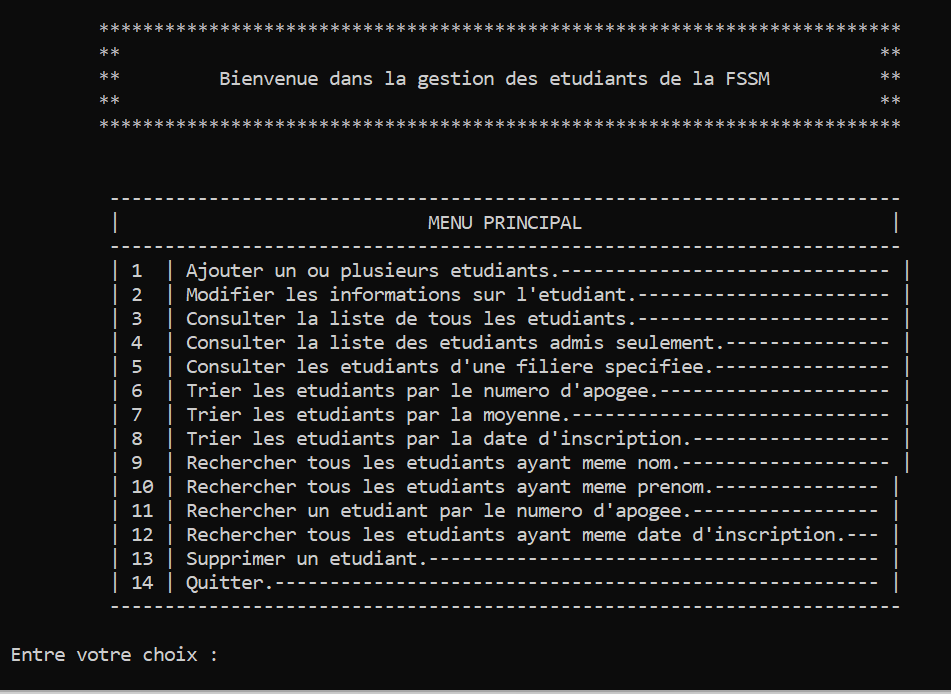 *************************************************************************
**                                                                     **
**         Bienvenue dans la gestion des etudiants de la FSSM          **
**                                                                     **
*************************************************************************
------------------------------------------------------------------------
|                            MENU PRINCIPAL                            |
------------------------------------------------------------------------
| 1  | Ajouter un ou plusieurs etudiants.------------------------------ |
| 2  | Modifier les informations sur l'etudiant.----------------------- |
| 3  | Consulter la liste de tous les etudiants.----------------------- |
| 4  | Consulter la liste des etudiants admis seulement.--------------- |
| 5  | Consulter les etudiants d'une filiere specifiee.---------------- |
| 6  | Trier les etudiants par le numero d'apogee.--------------------- |
| 7  | Trier les etudiants par la moyenne.----------------------------- |
| 8  | Trier les etudiants par la date d'inscription.------------------ |
| 9  | Rechercher tous les etudiants ayant meme nom.------------------- |
| 10 | Rechercher tous les etudiants ayant meme prenom.--------------- |
| 11 | Rechercher un etudiant par le numero d'apogee.----------------- |
| 12 | Rechercher tous les etudiants ayant meme date d'inscription.--- |
| 13 | Supprimer un etudiant.----------------------------------------- |
| 14 | Quitter.------------------------------------------------------- |
------------------------------------------------------------------------
Entre votre choix :